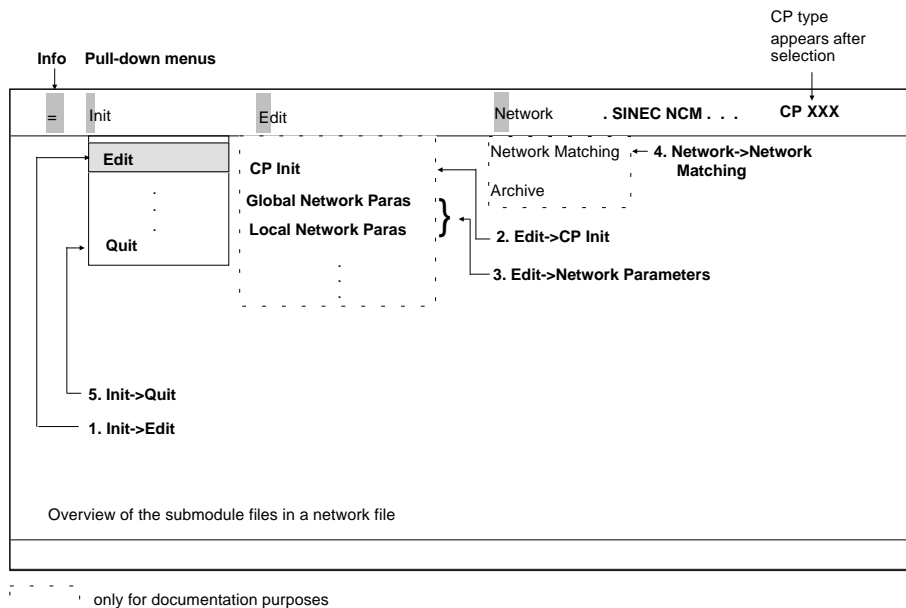 CP type
appears after
selection
Info Pull-down menus
= Init Edit Network . SINEC NCM . . . CP XXX
Edit
.
.
.
Quit
CP Init
Global Network Paras
Local Network Paras
.
.
.
}
Network Matching
Archive
4. Network->Network
Matching
2. Edit->CP Init
3. Edit->Network Parameters
5. Init->Quit
1. Init->Edit
Overview of the submodule files in a network file
only for documentation purposes